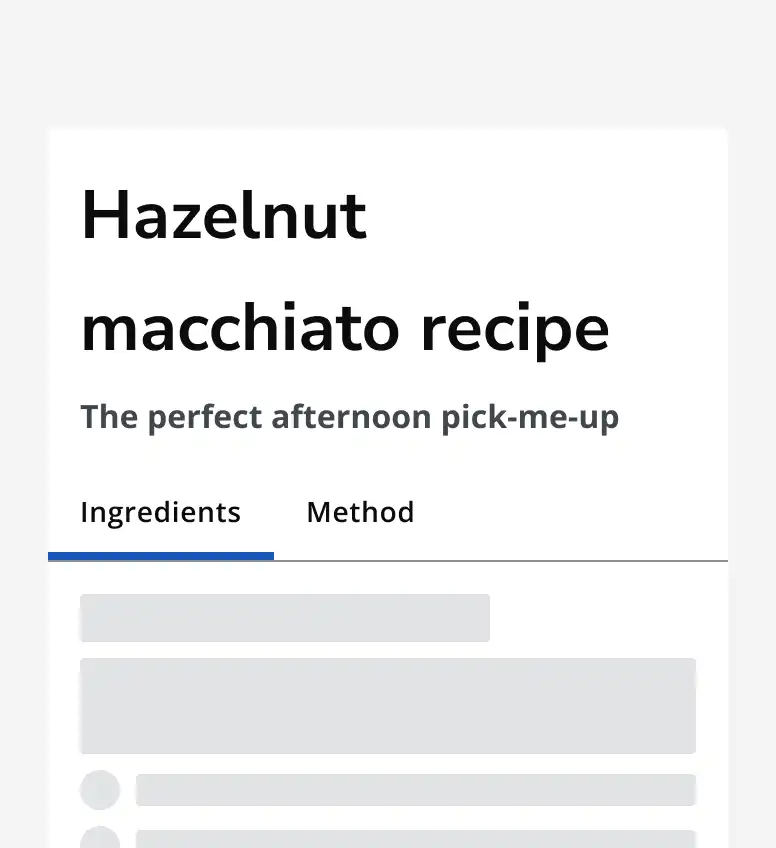 Hazelnut
macchiato recipe
The perfect afternoon pick-me-up
Ingredients
Method